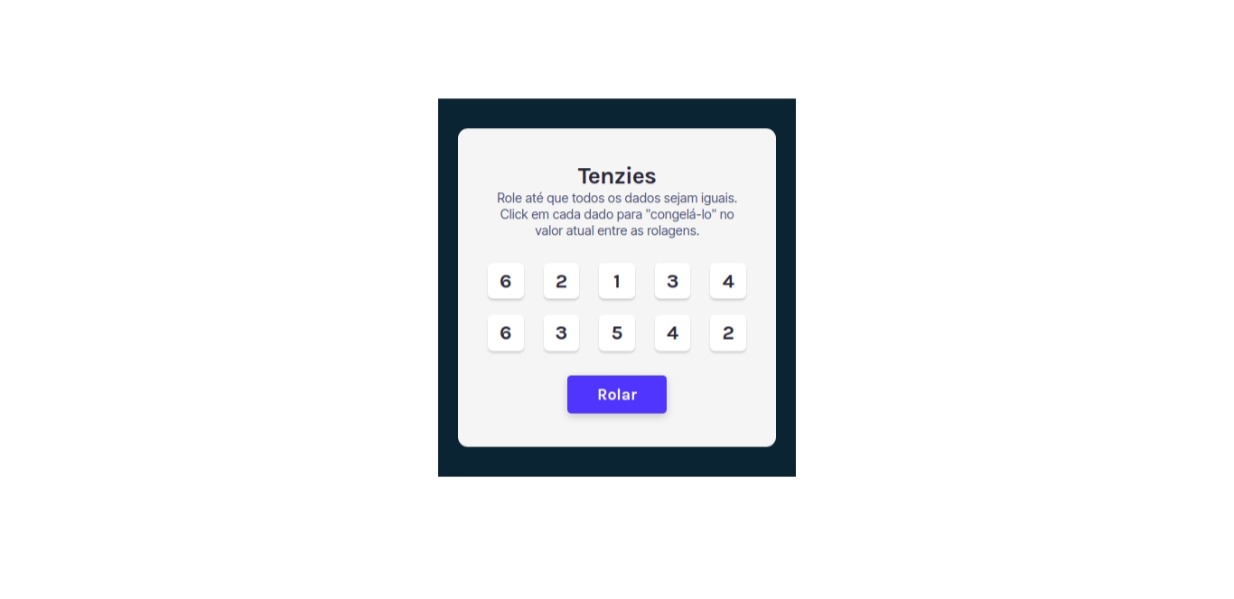 Tenzies
Role até que todos os dados sejam iguais.
Click em cada dado para "congelá-lo" no
valor atual entre as rolagens.
6 2 1 3 4
6 3 5 4 2
Rolar